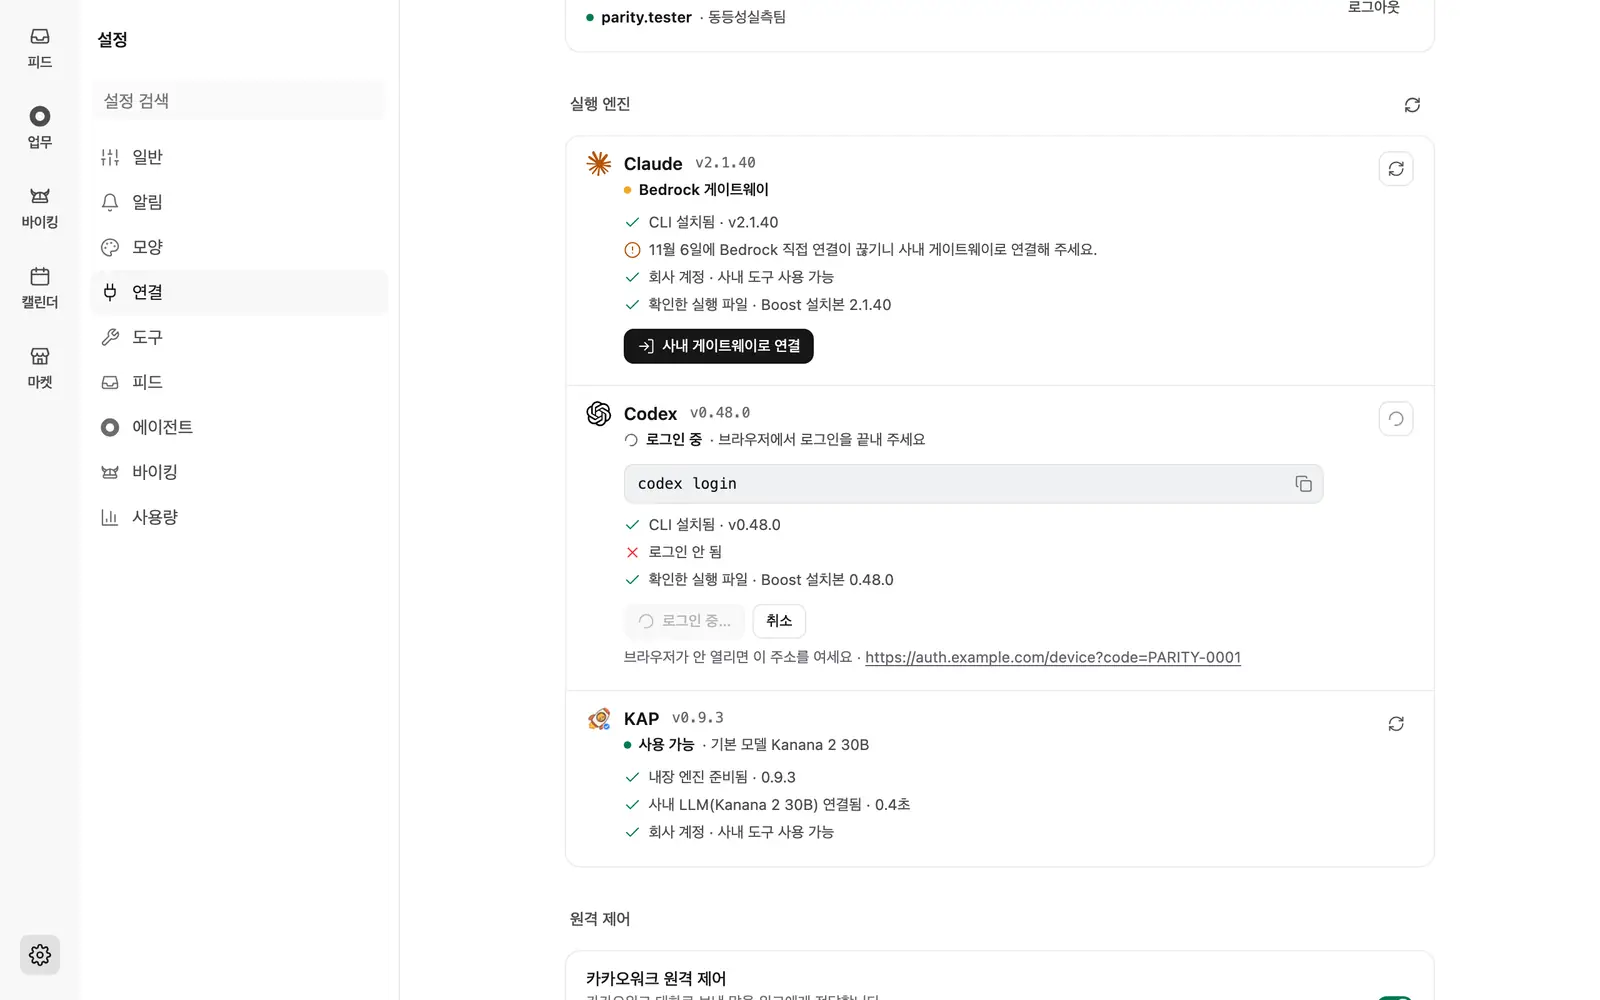 피드
업무
바이킹
캘린더
마켓
설정
설정 검색
일반
알림
모양
연결
도구
피드
에이전트
바이킹
사용량
parity.tester · 동등성실측팀
로그아웃
실행 엔진
Claude v2.1.40
Bedrock 게이트웨이
CLI 설치됨 · v2.1.40
11월 6일에 Bedrock 직접 연결이 끊기니 사내 게이트웨이로 연결해 주세요.
회사 계정 · 사내 도구 사용 가능
확인한 실행 파일 · Boost 설치본 2.1.40
사내 게이트웨이로 연결
Codex v0.48.0
로그인 중 · 브라우저에서 로그인을 끝내 주세요
codex login
CLI 설치됨 · v0.48.0
로그인 안 됨
확인한 실행 파일 · Boost 설치본 0.48.0
로그인 중...
취소
브라우저가 안 열리면 이 주소를 여세요 · https://auth.example.com/device?code=PARITY-0001
KAP v0.9.3
사용 가능 · 기본 모델 Kanana 2 30B
내장 엔진 준비됨 · 0.9.3
사내 LLM(Kanana 2 30B) 연결됨 · 0.4초
회사 계정 · 사내 도구 사용 가능
원격 제어
카카오워크 원격 제어